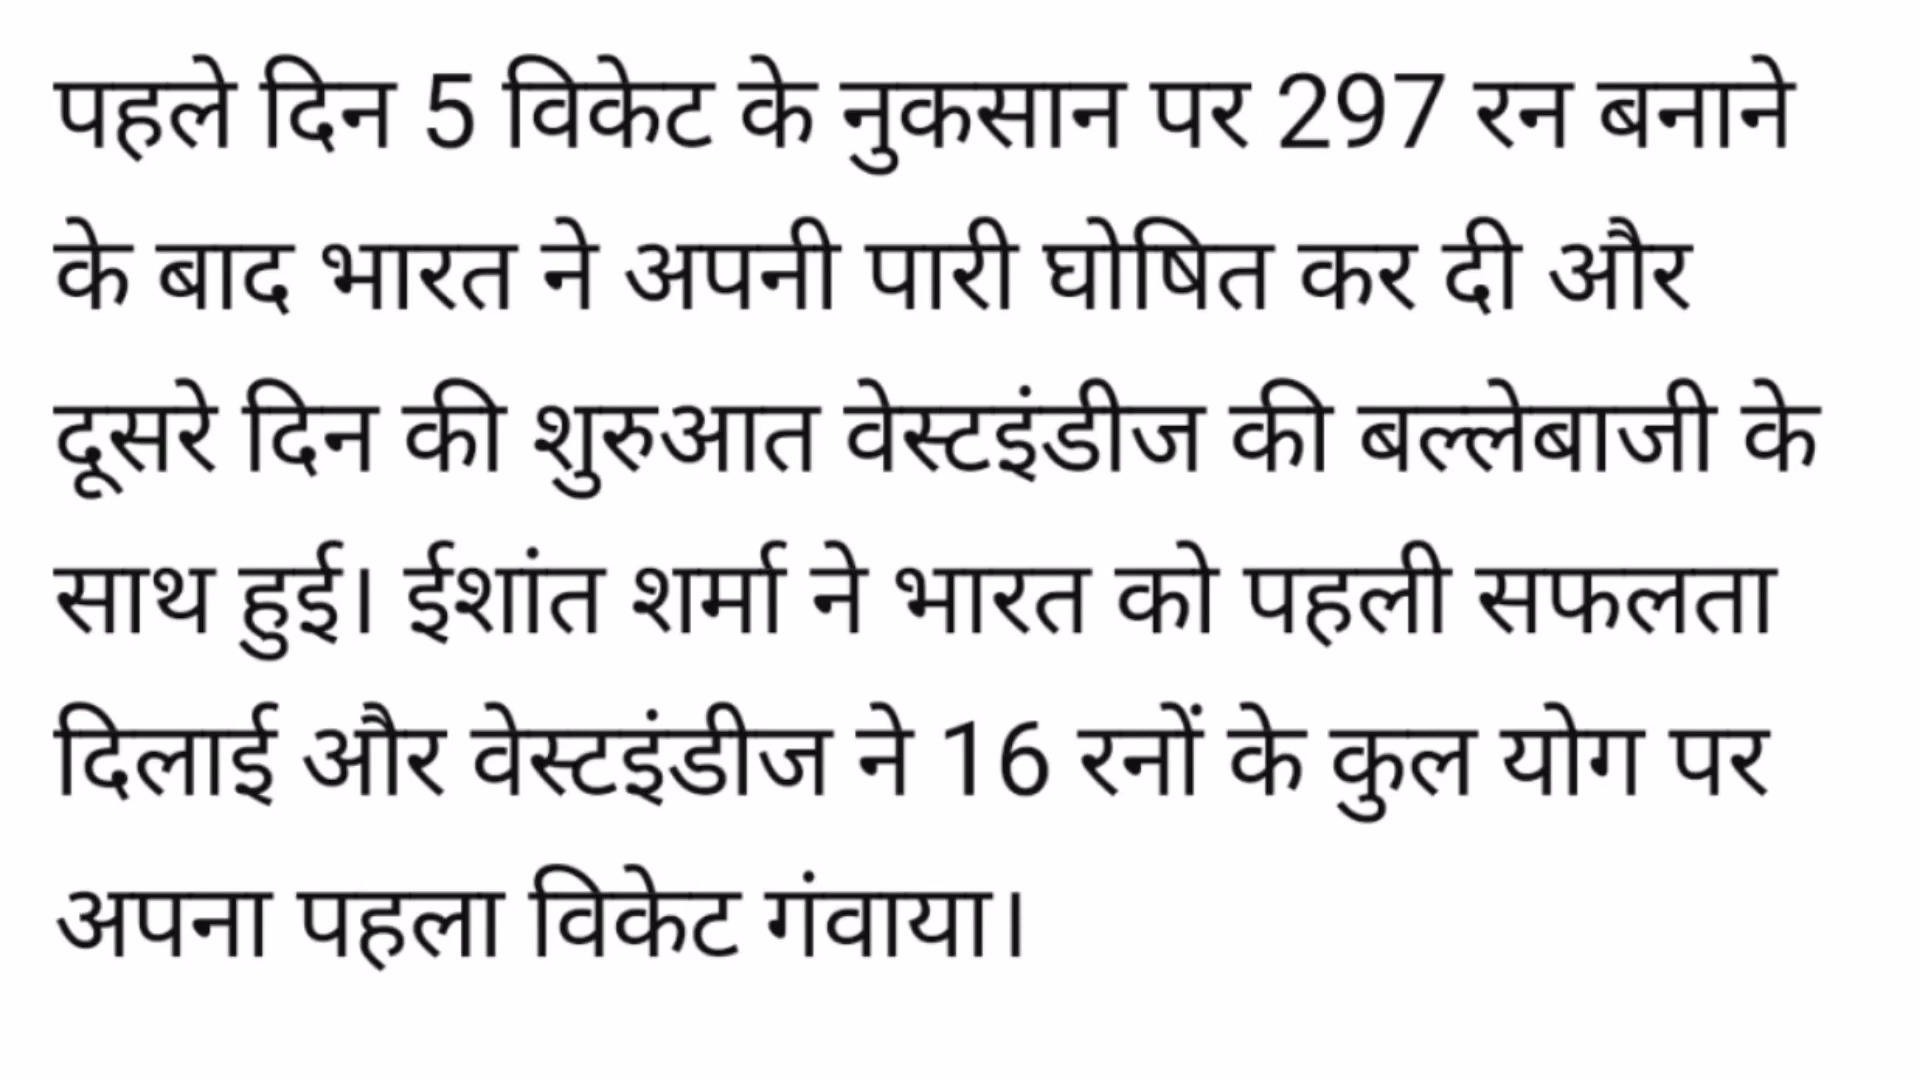 पहले दिन 5 विकेट के नुकसान पर 297 रन बनाने
के बाद भारत ने अपनी पारी घोषित कर दी और
दूसरे दिन की शुरुआत वेस्टइंडीज की बल्लेबाजी के
साथ हुई। ईशांत शर्मा ने भारत को पहली सफलता
दिलाई और वेस्टइंडीज ने 16 रनों के कुल योग पर
अपना पहला विकेट गंवाया।